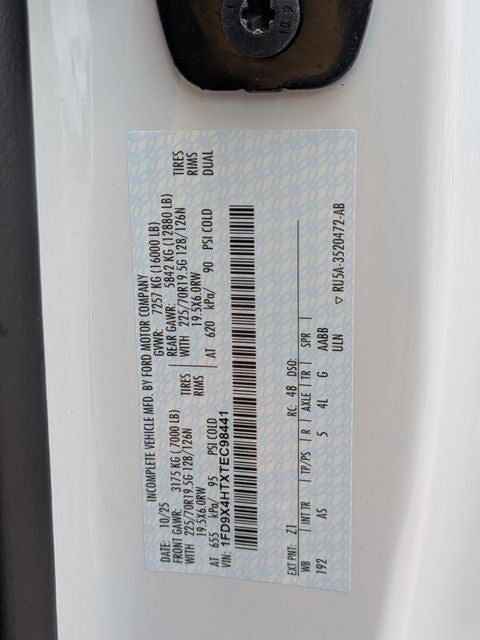 INCOMPLETE VEHICLE MFD. BY FORD MOTOR COMPANY
DATE: 10/25 GVWR: 7257 KG (16000 LB)
FRONT GAWR: 3175 KG ( 7000 LB) REAR GAWR: 5842 KG (12880 LB)
WITH 225/70R19.5G 128/126N TIRES WITH 225/70R19.5G 128/126N TIRES
19.5X6.0RW RIMS 19.5X6.0RW RIMS
AT 655 kPa/ 95 PSI COLD AT 620 kPa/ 90 PSI COLD DUAL
VIN: 1FD9X4HTXTEC98441
EXT PNT: Z1 RC: 48 DSO:
WB INT TR TP/PS R AXLE TR SPR
192 AS 5 4L G AABB
ULN
RU5A-3520472-AB
10.9